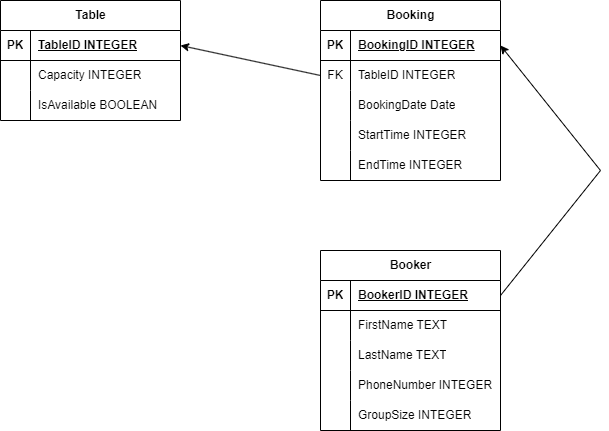 Table
PK TableID INTEGER
Capacity INTEGER
IsAvailable BOOLEAN
Booking
PK BookingID INTEGER
FK TableID INTEGER
BookingDate Date
StartTime INTEGER
EndTime INTEGER
Booker
PK BookerID INTEGER
FirstName TEXT
LastName TEXT
PhoneNumber INTEGER
GroupSize INTEGER